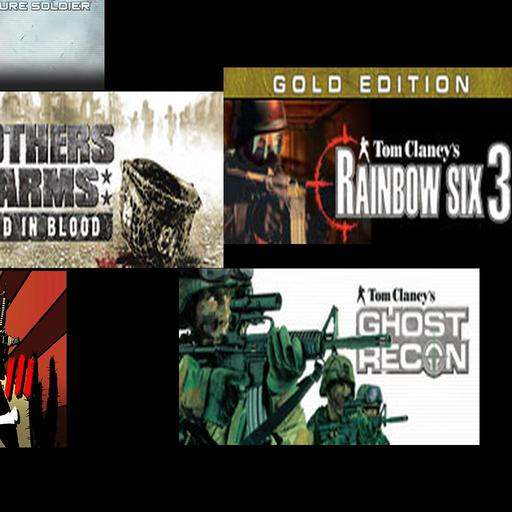 URE SOLDIER
GOLD EDITION
OTHERS
ARMS:
D IN BLOOD
Tom Clancy's
RAINBOW SIX 3
Tom Clancy's
GHOST
RECON